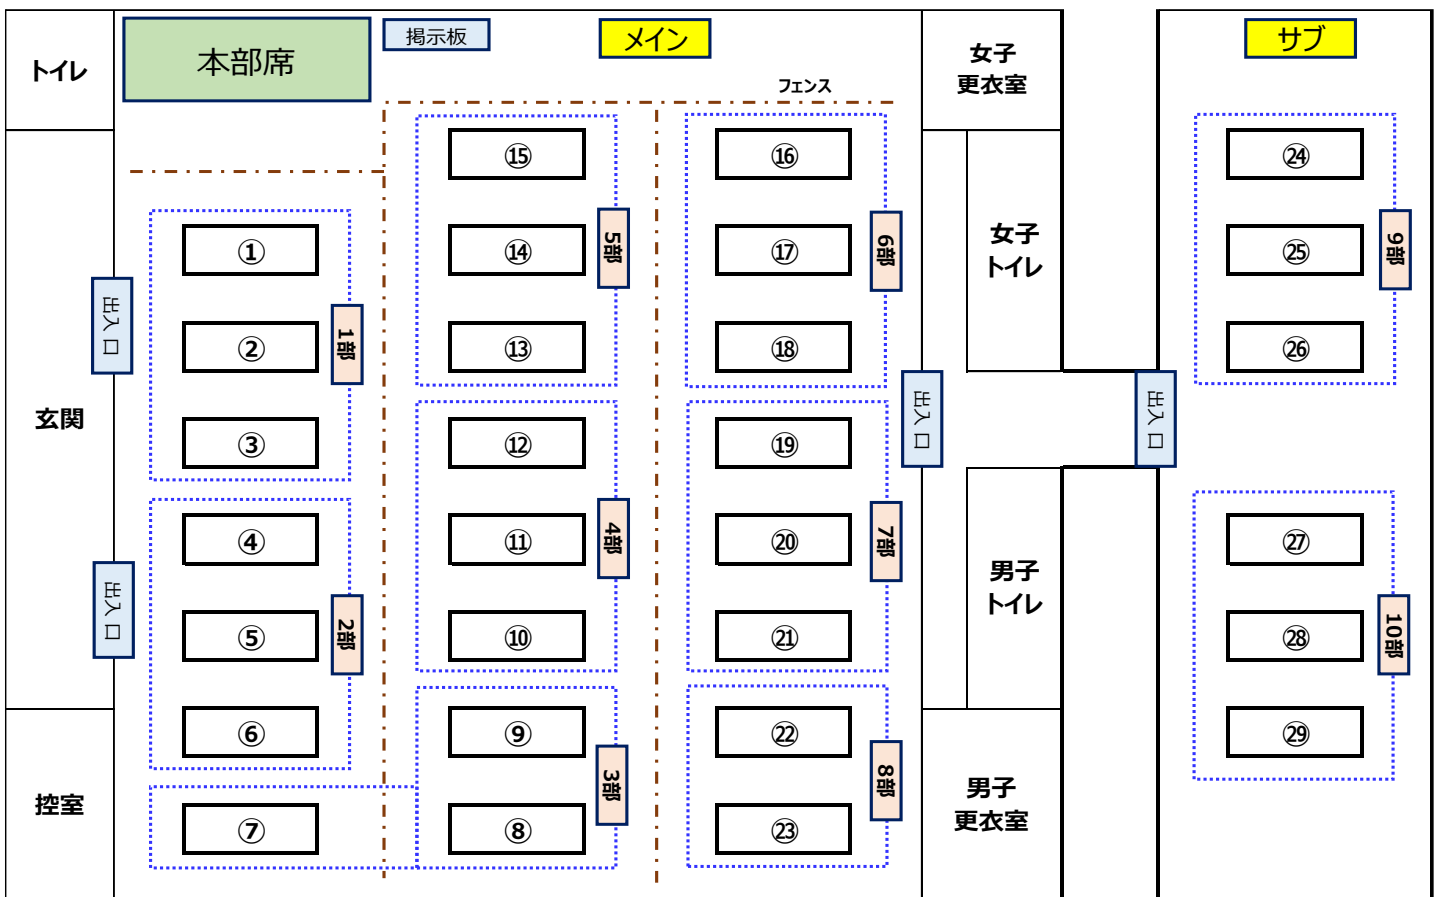 トイレ
本部席
掲示板
メイン
女子
更衣室
サブ
フェンス
⑮
⑯
㉔
①
⑭
5部
⑰
6部
女子
トイレ
㉕
9部
出入口
②
1部
⑬
⑱
㉖
玄関
③
⑫
⑲
出入口
出入口
④
⑪
4部
⑳
7部
男子
トイレ
㉗
出入口
⑤
2部
⑩
㉑
㉘
10部
⑥
⑨
㉒
㉙
控室
3部
8部
男子
更衣室
⑦
⑧
㉓